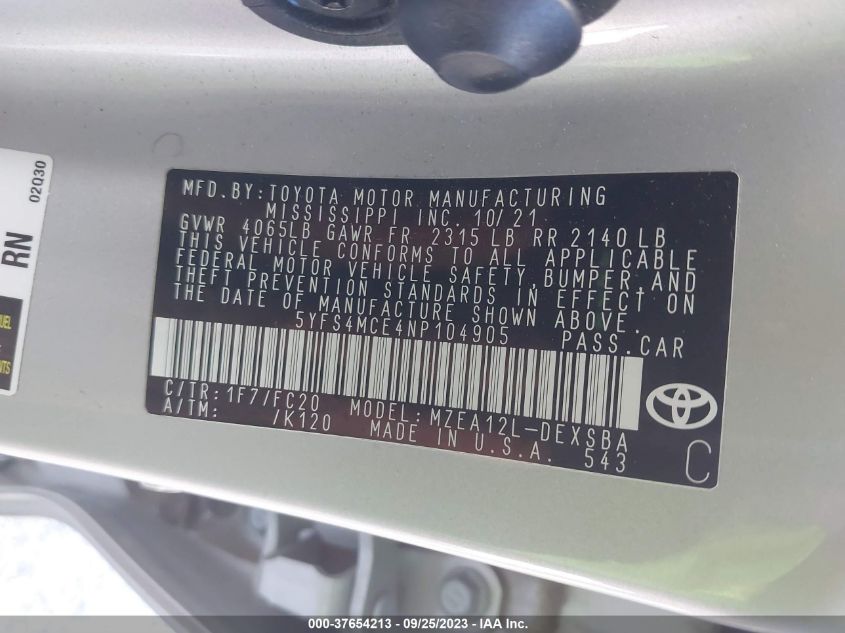 MFD. BY: TOYOTA MOTOR MANUFACTURING
MISSISSIPPI INC. 10/21
GVWR 4065LB GAWR FR 2315 LB RR 2140 LB
THIS VEHICLE CONFORMS TO ALL APPLICABLE
FEDERAL MOTOR VEHICLE SAFETY, BUMPER, AND
THEFT PREVENTION STANDARDS IN EFFECT ON
THE DATE OF MANUFACTURE SHOWN ABOVE.
5YFS4MCE4NP104905 PASS. CAR
C/TR: 1F7/FC20 MODEL: MZEA12L-DEXSBA
A/TM: /K120 MADE IN U.S.A. 543
C
RN 02Q30
000-37654213 - 09/25/2023 - © IAA Inc.